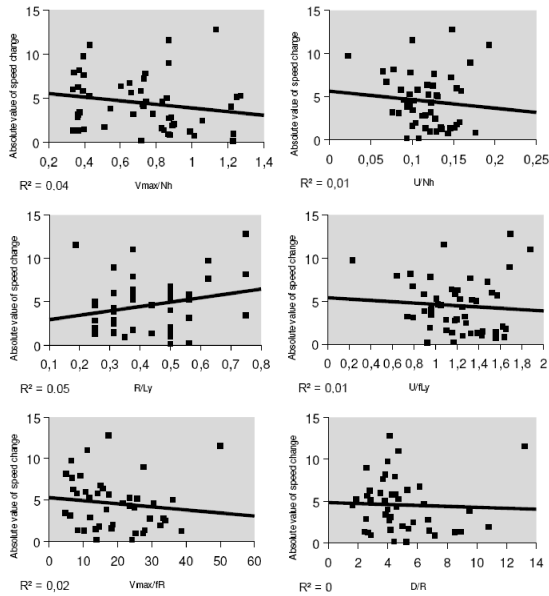 Absolute value of speed change
15
10
5
0
0,2 0,4 0,6 0,8 1 1,2 1,4
R² = 0.04 Vmax/Nh
Absolute value of speed change
15
10
5
0
0 0,05 0,1 0,15 0,2 0,25
R² = 0,01 U/Nh
Absolute value of speed change
15
10
5
0
0,1 0,2 0,3 0,4 0,5 0,6 0,7 0,8
R² = 0.05 R/Ly
Absolute value of speed change
15
10
5
0
0 0,2 0,4 0,6 0,8 1 1,2 1,4 1,6 1,8 2
R² = 0,01 U/fLy
Absolute value of speed change
15
10
5
0
0 10 20 30 40 50 60
R² = 0,02 Vmax/fR
Absolute value of speed change
15
10
5
0
0 2 4 6 8 10 12 14
R² = 0 D/R